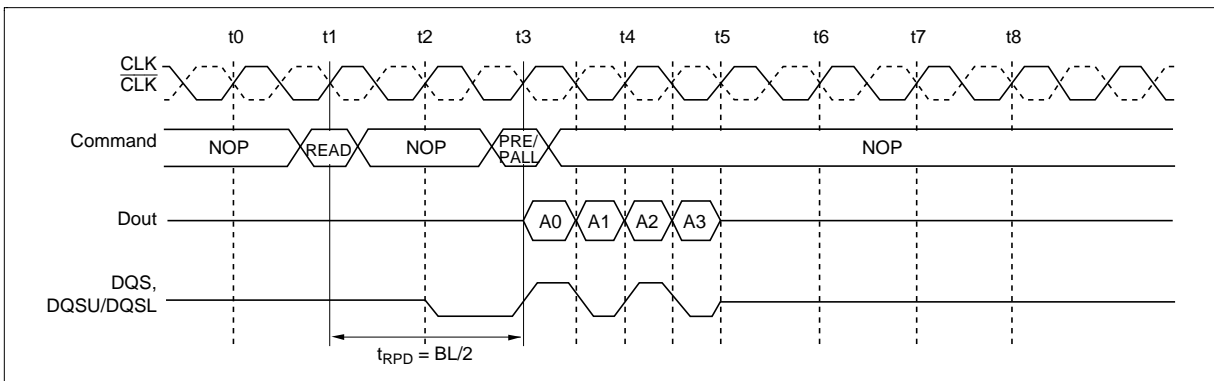 t0 t1 t2 t3 t4 t5 t6 t7 t8
CLK
CLK
Command NOP READ NOP PRE/PALL NOP
Dout A0 A1 A2 A3
DQS,
DQSU/DQSL
tRPD = BL/2